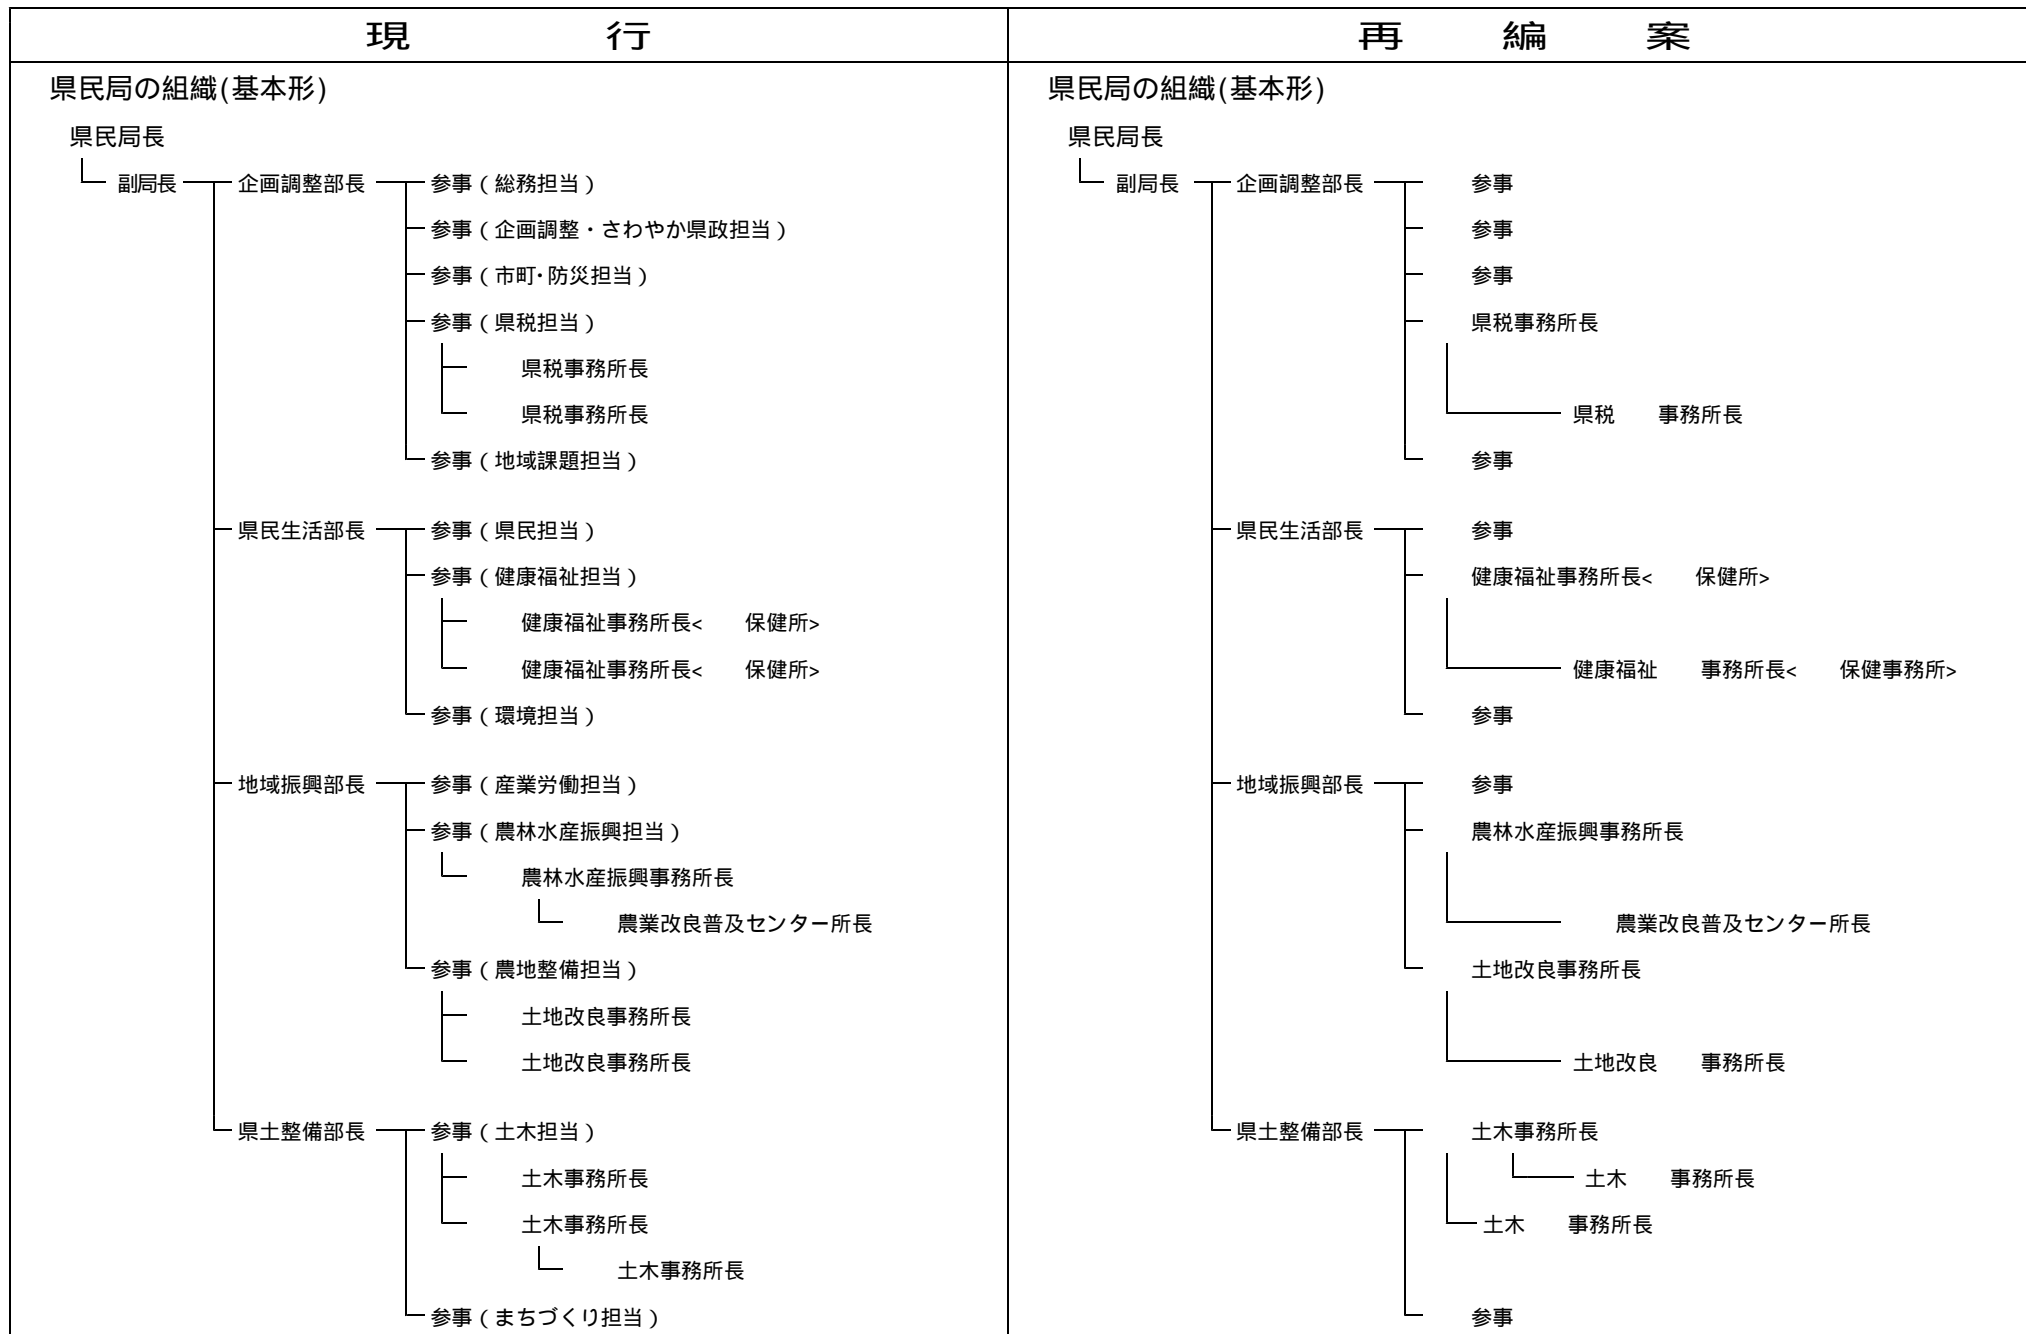 現行
県民局の組織(基本形)
県民局長
副局長
企画調整部長
参事(総務担当)
参事(企画調整・さわやか県政担当)
参事(市町・防災担当)
参事(県税担当)
県税事務所長
県税事務所長
参事(地域課題担当)
県民生活部長
参事(県民担当)
参事(健康福祉担当)
健康福祉事務所長< 保健所>
健康福祉事務所長< 保健所>
参事(環境担当)
地域振興部長
参事(産業労働担当)
参事(農林水産振興担当)
農林水産振興事務所長
農業改良普及センター所長
参事(農地整備担当)
土地改良事務所長
土地改良事務所長
県土整備部長
参事(土木担当)
土木事務所長
土木事務所長
土木事務所長
参事(まちづくり担当)
再編案
県民局の組織(基本形)
県民局長
副局長
企画調整部長
参事
参事
参事
県税事務所長
県税 事務所長
参事
県民生活部長
参事
健康福祉事務所長< 保健所>
健康福祉 事務所長< 保健事務所>
参事
地域振興部長
参事
農林水産振興事務所長
農業改良普及センター所長
土地改良事務所長
土地改良 事務所長
県土整備部長
土木事務所長
土木 事務所長
土木 事務所長
参事